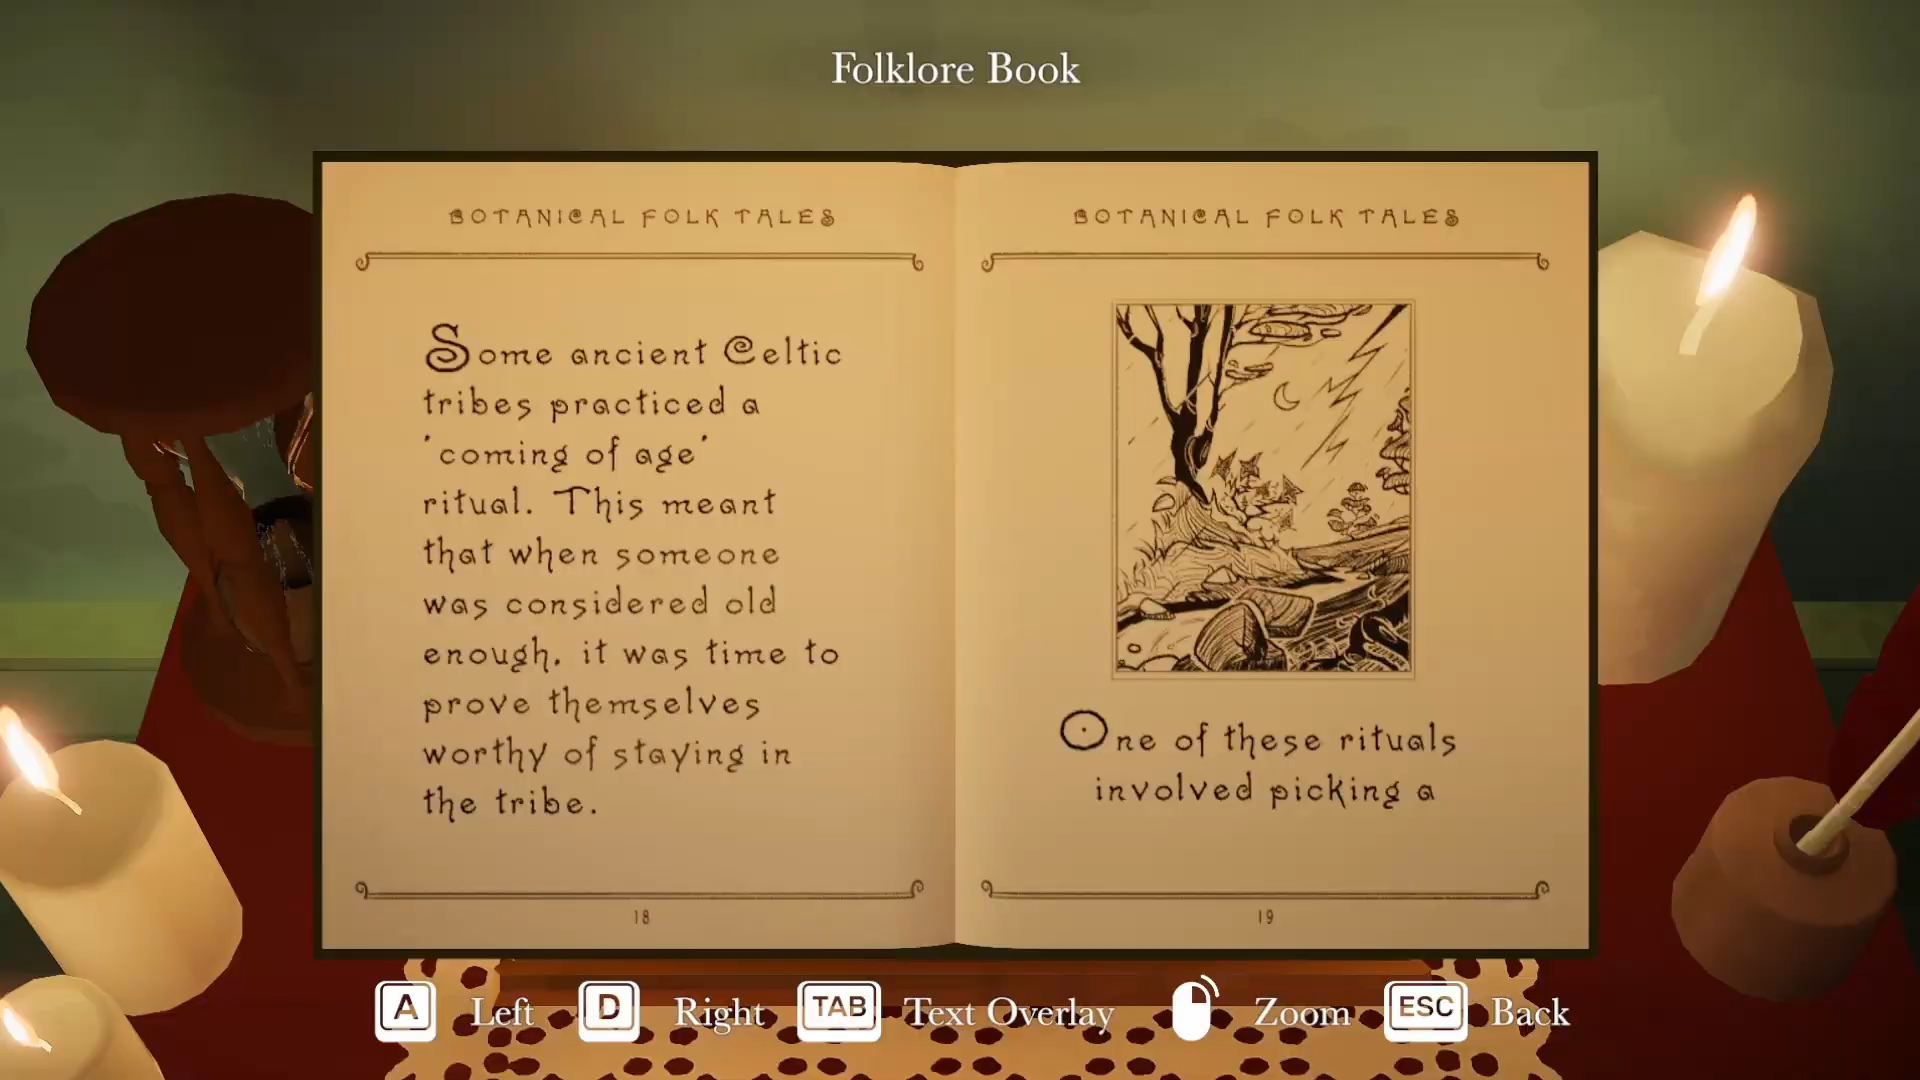 Folklore Book
BOTANICAL FOLK TALES
Some ancient Celtic
tribes practiced a
'coming of age'
ritual. This meant
that when someone
was considered old
enough, it was time to
prove themselves
worthy of staying in
the tribe.
18
BOTANICAL FOLK TALES
One of these rituals
involved picking a
19
A Left D Right TAB Text Overlay Zoom ESC Back